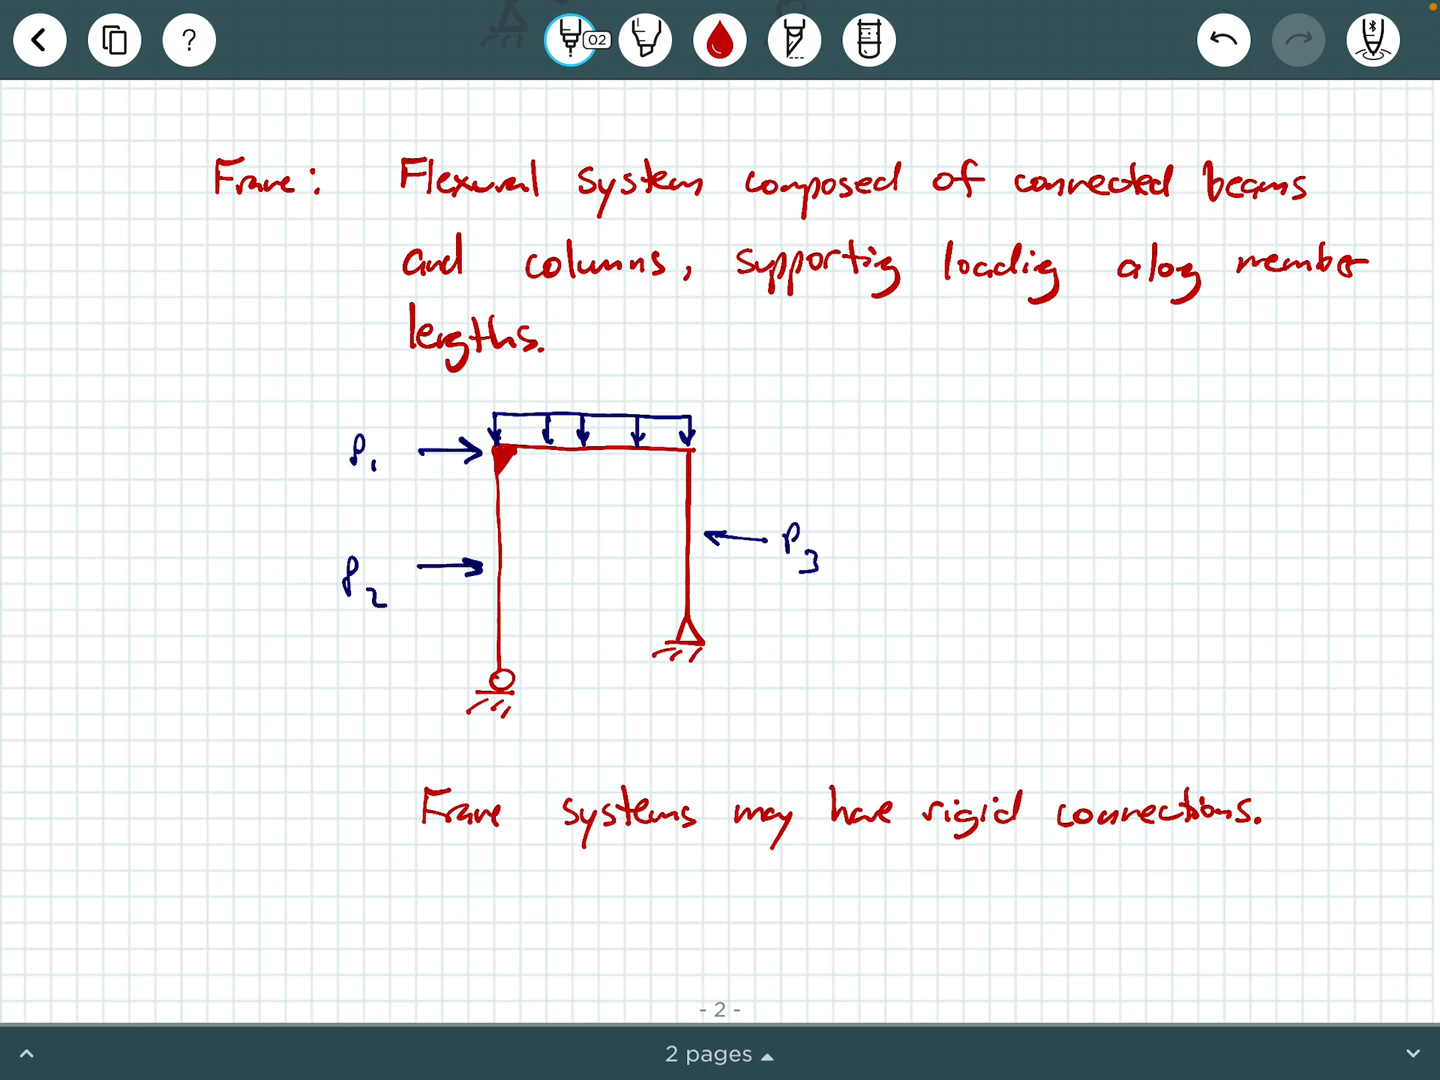 ?
02
Frame: Flexural system composed of connected beams
and columns, supporting loading along member
lengths.
P1
P2
P3
Frame systems may have rigid connections.
- 2 -
2 pages